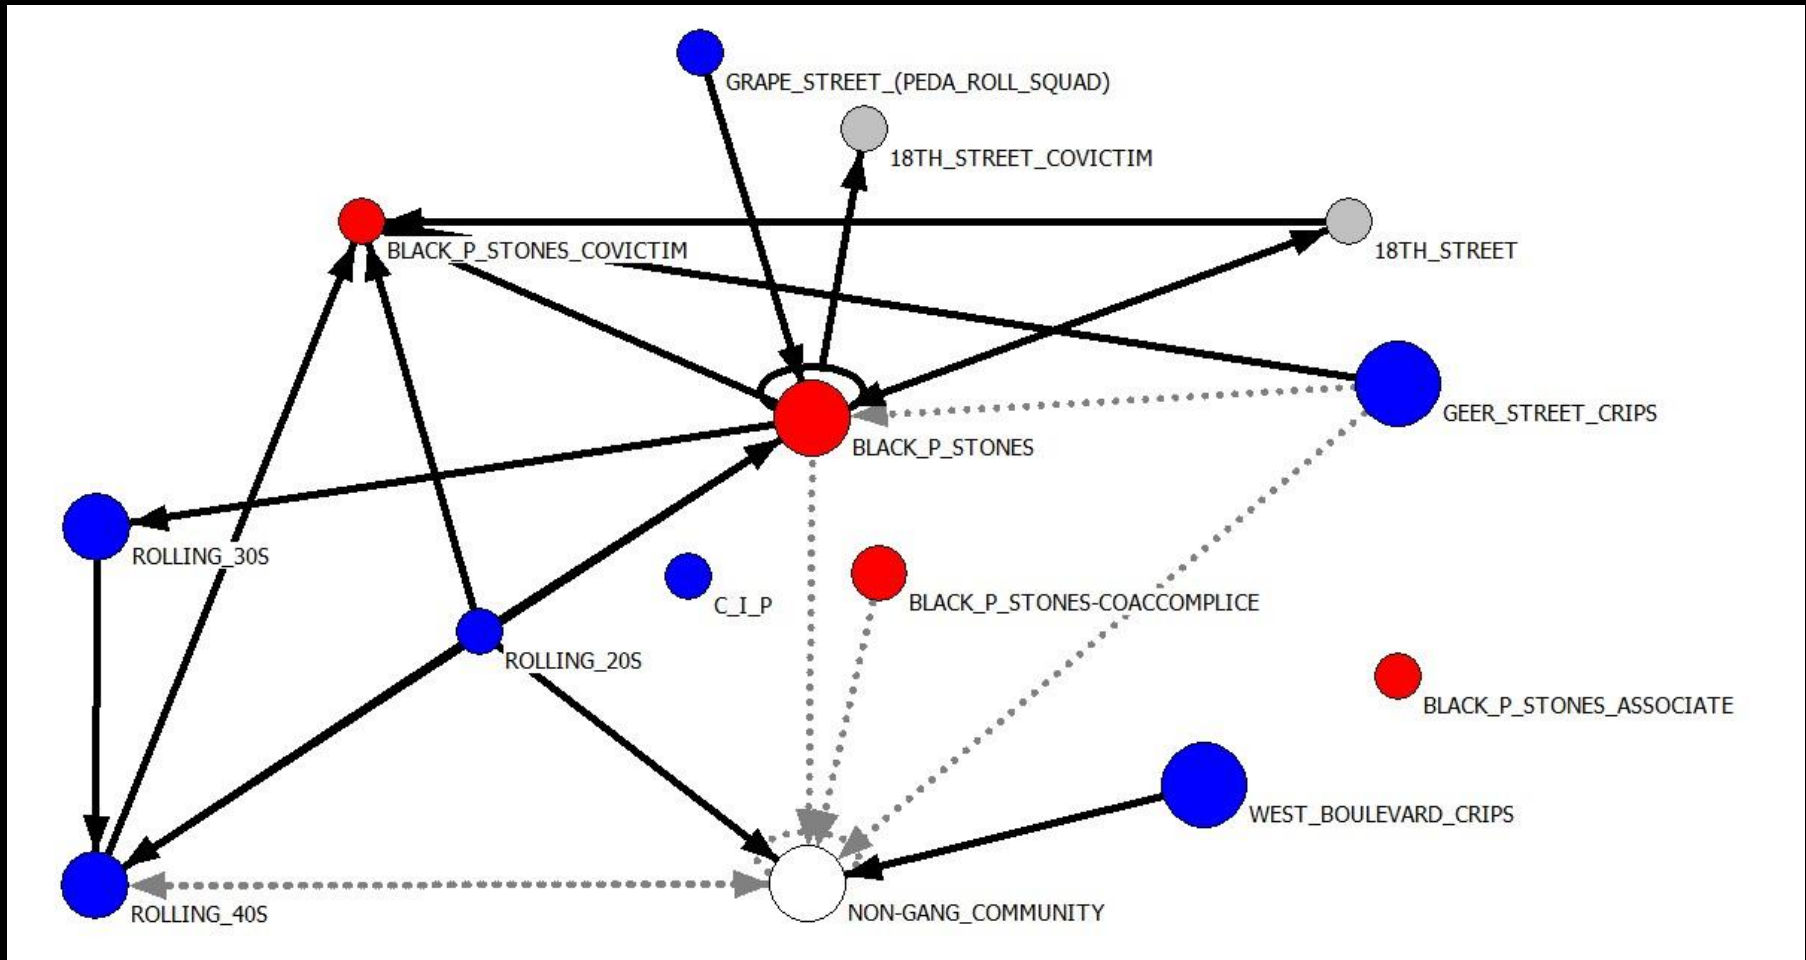 GRAPE_STREET_(PEDA_ROLL_SQUAD)
18TH_STREET_COVICTIM
BLACK_P_STONES_COVICTIM
18TH_STREET
GEER_STREET_CRIPS
BLACK_P_STONES
ROLLING_30S
C_I_P
BLACK_P_STONES-COACCOMPLICE
ROLLING_20S
BLACK_P_STONES_ASSOCIATE
WEST_BOULEVARD_CRIPS
ROLLING_40S
NON-GANG_COMMUNITY